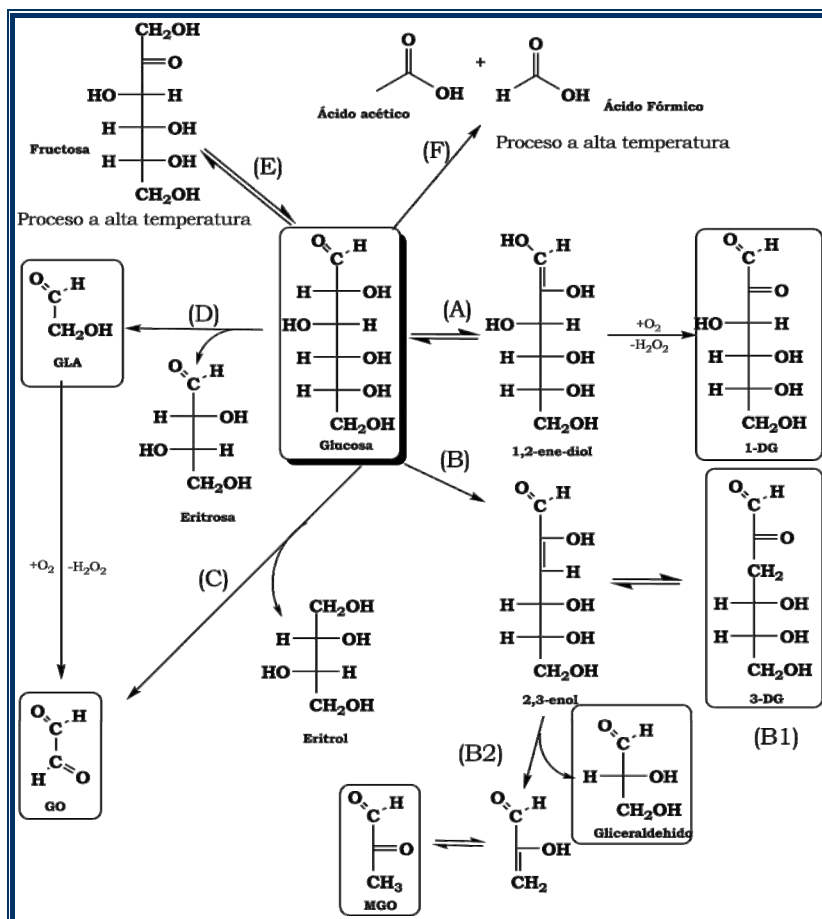 CH2OH
O
HO H
H OH
H OH
CH2OH
Fructosa
Proceso a alta temperatura
(E)
O
OH
Ácido acético
+
O
H OH
Ácido Fórmico
Proceso a alta temperatura
(F)
O H
C
H OH
HO H
H OH
H OH
CH2OH
Glucosa
(A)
HO H
C
OH
HO H
H OH
H OH
CH2OH
1,2-ene-diol
+O2
-H2O2
O H
C
O
HO H
H OH
H OH
CH2OH
1-DG
(D)
O H
C
CH2OH
GLA
O H
C
H OH
HO H
CH2OH
Eritrosa
+O2 -H2O2
(C)
CH2OH
H OH
HO H
CH2OH
Eritrol
O H
C
C
H O
GO
(B)
O H
C
OH
H
H OH
H OH
CH2OH
2,3-enol
O H
C
O
CH2
H OH
H OH
CH2OH
3-DG
(B1)
(B2)
O H
C
H OH
CH2OH
Gliceraldehido
O H
C
OH
CH2
O H
C
O
CH3
MGO